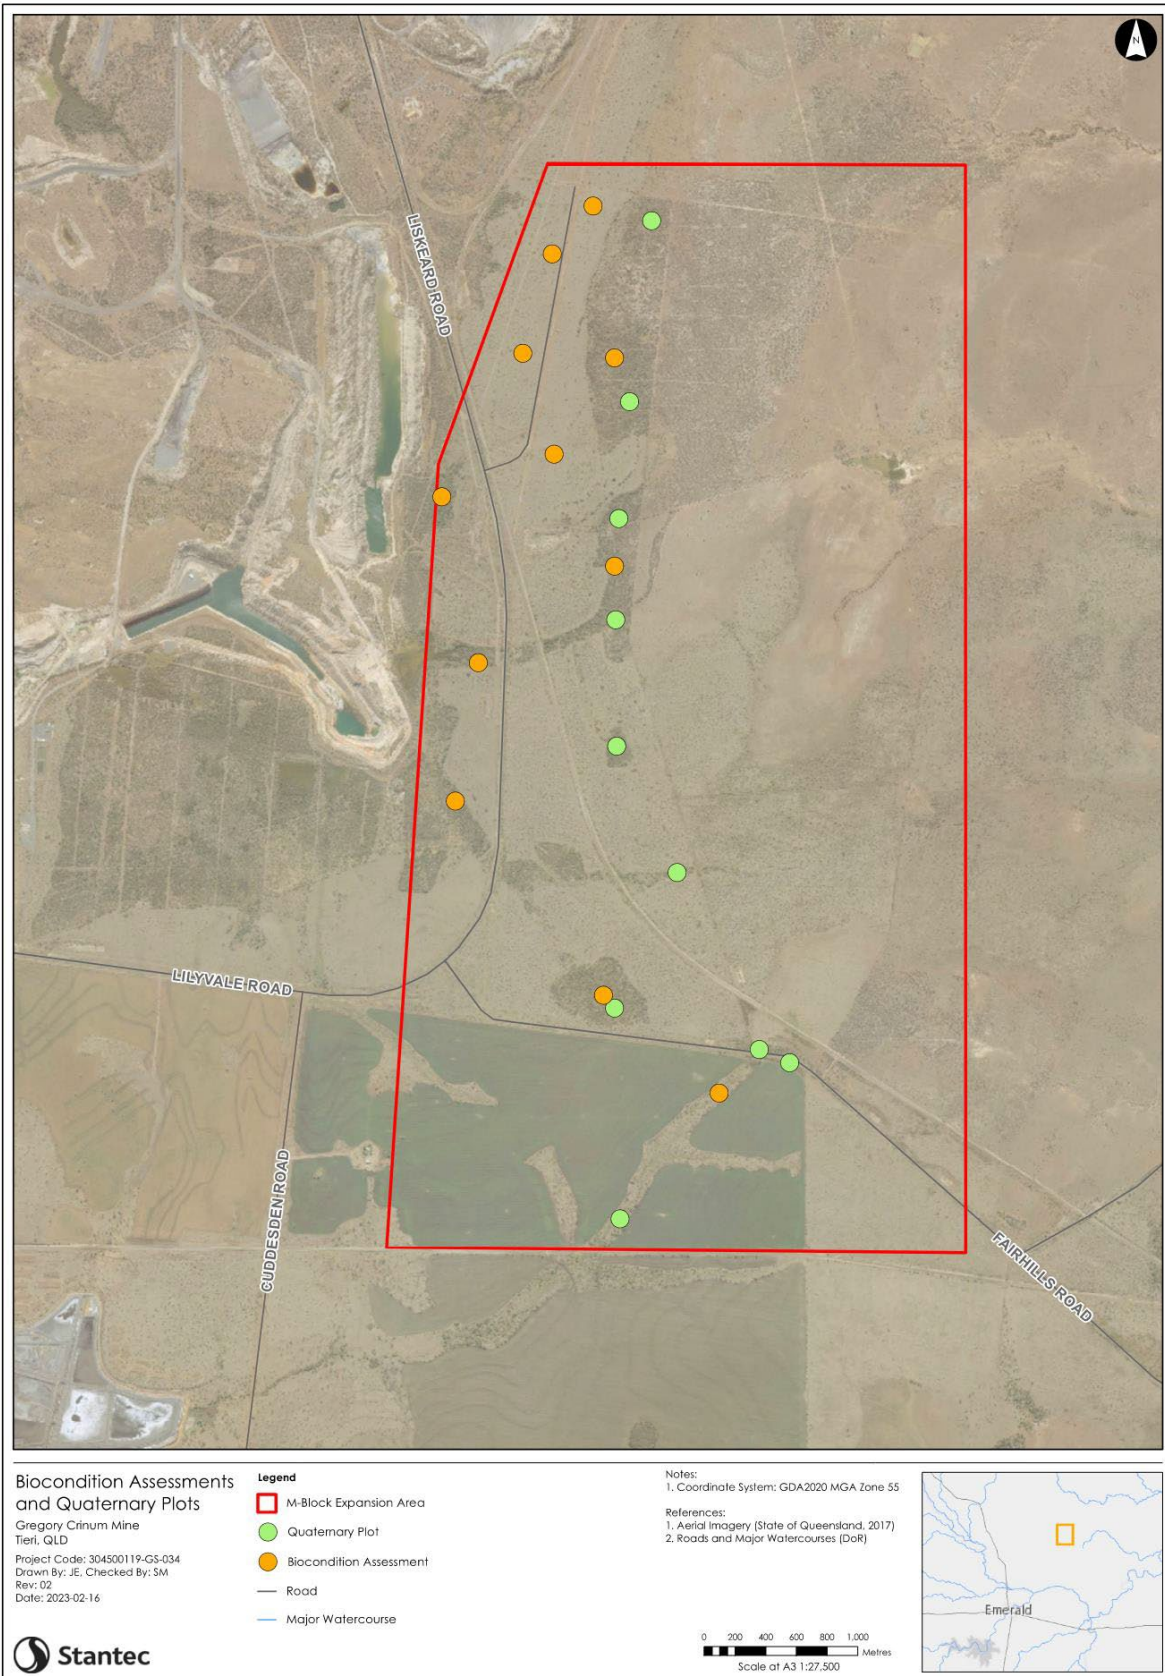 N
LISKEARD ROAD
LILYVALE ROAD
CUDDESDEN ROAD
FAIRHILLS ROAD
Biocondition Assessments
and Quaternary Plots
Gregory Crinum Mine
Tieri, QLD
Project Code: 304500119-GS-034
Drawn By: JE, Checked By: SM
Rev: 02
Date: 2023-02-16
Stantec
Legend
M-Block Expansion Area
Quaternary Plot
Biocondition Assessment
Road
Major Watercourse
Notes:
1. Coordinate System: GDA2020 MGA Zone 55
References:
1. Aerial Imagery (State of Queensland, 2017)
2. Roads and Major Watercourses (DoR)
0 200 400 600 800 1,000
Metres
Scale at A3 1:27,500
Emerald